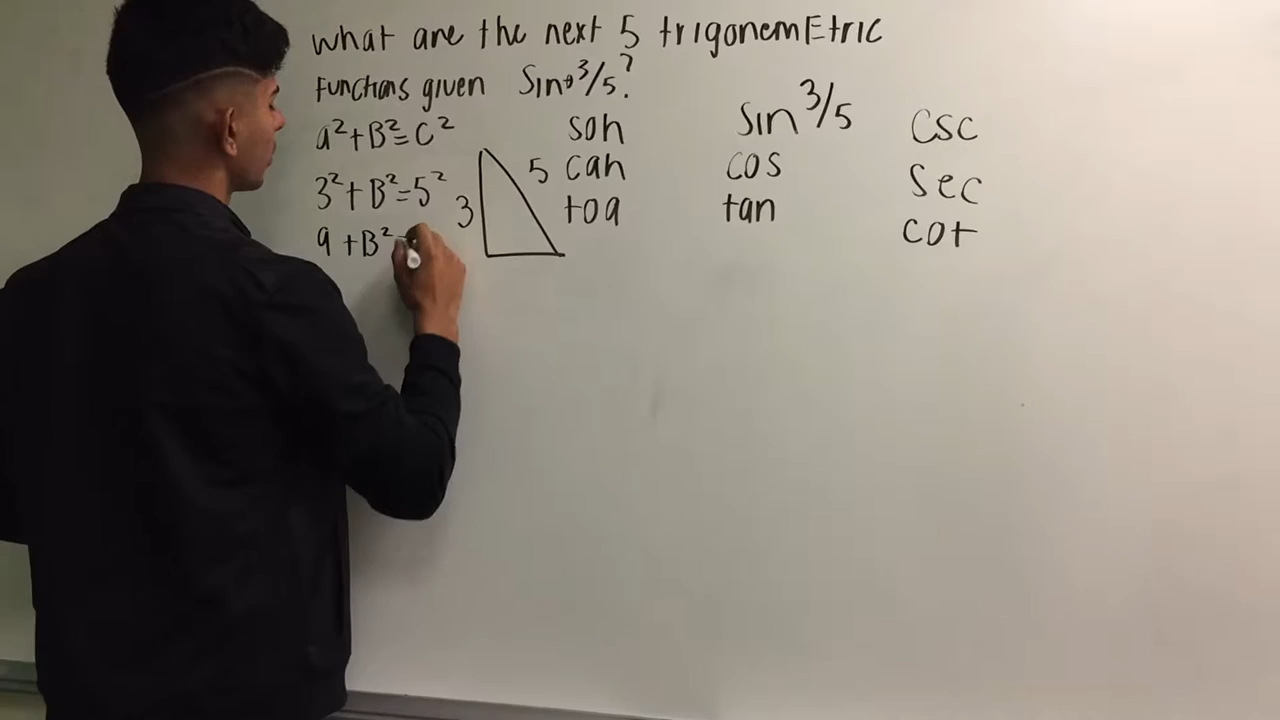 What are the next 5 trigonemEtric
Functions given Sinθ 3/5?
a²+B²=C²
3²+B²=5²
9+B²
3
5
soh
cah
toa
sin 3/5
cos
tan
csc
sec
cot